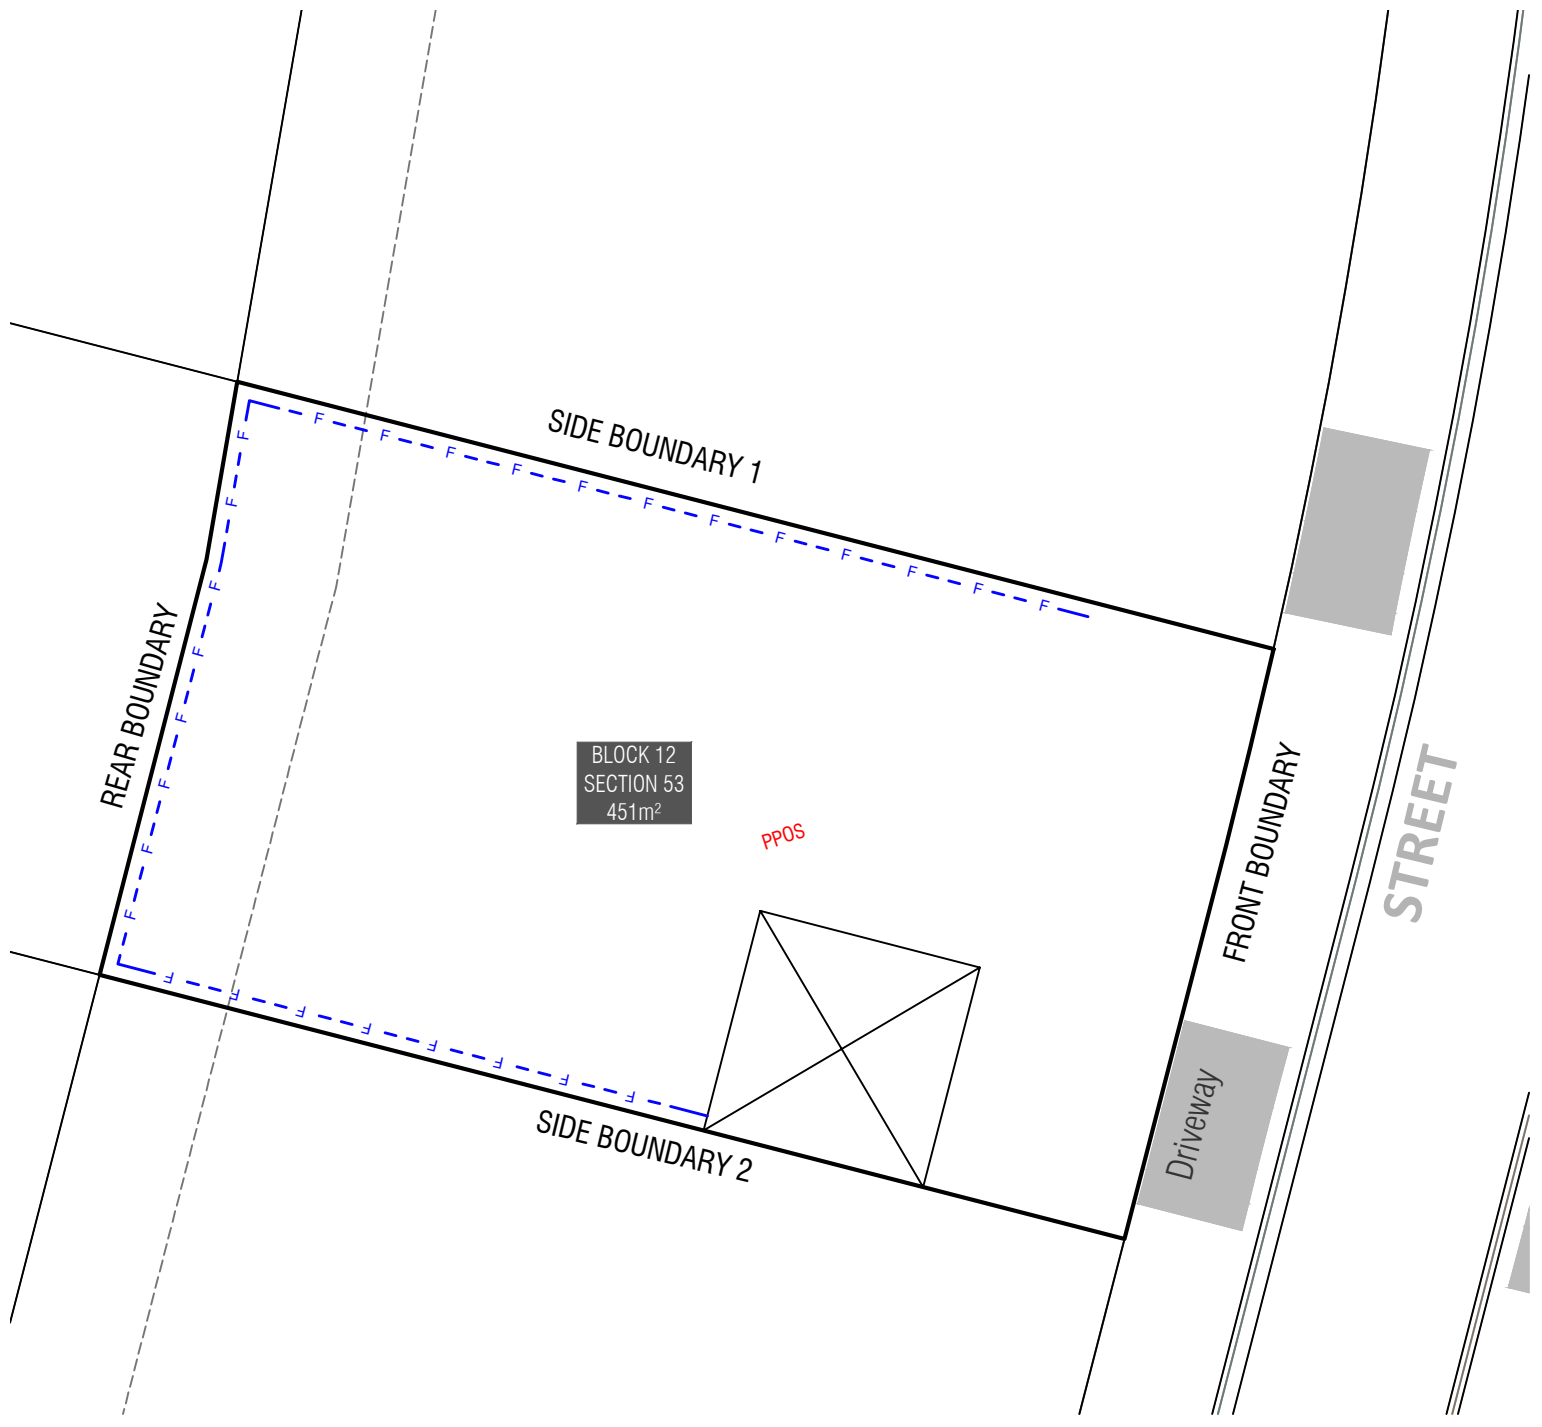 SIDE BOUNDARY 1
F F F F F F F F F F F F
F
F
F
F
F
F
F
F
REAR BOUNDARY
BLOCK 12
SECTION 53
451m²
PPOS
FRONT BOUNDARY
STREET
F F F F F F F F
SIDE BOUNDARY 2
Driveway